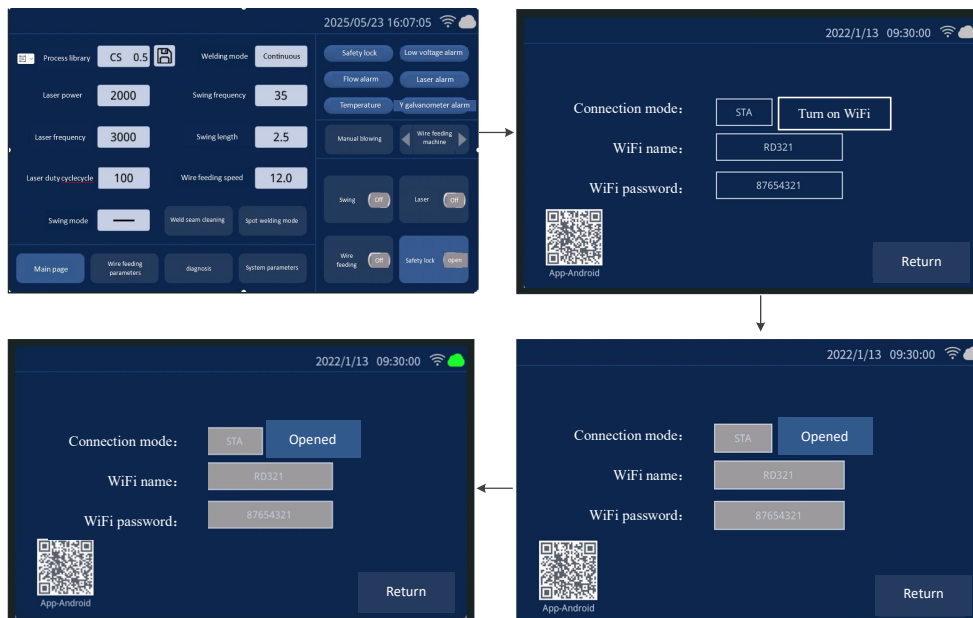 2025/05/23 16:07:05
Process library CS 0.5 Welding mode Continuous
Laser power 2000 Swing frequency 35
Laser frequency 3000 Swing length 2.5
Laser duty cyclecycle 100 Wire feeding speed 12.0
Swing mode — Weld seam cleaning Spot welding mode
Main page Wire feeding parameters diagnosis System parameters
Safety lock Low voltage alarm
Flow alarm Laser alarm
Temperature Y galvanometer alarm
Manual blowing Wire feeding machine
Swing Off Laser Off
Wire feeding Off Safety lock open
2022/1/13 09:30:00
Connection mode: STA Turn on WiFi
WiFi name: RD321
WiFi password: 87654321
App-Android
Return
2022/1/13 09:30:00
Connection mode: STA Opened
WiFi name: RD321
WiFi password: 87654321
App-Android
Return
2022/1/13 09:30:00
Connection mode: STA Opened
WiFi name: RD321
WiFi password: 87654321
App-Android
Return